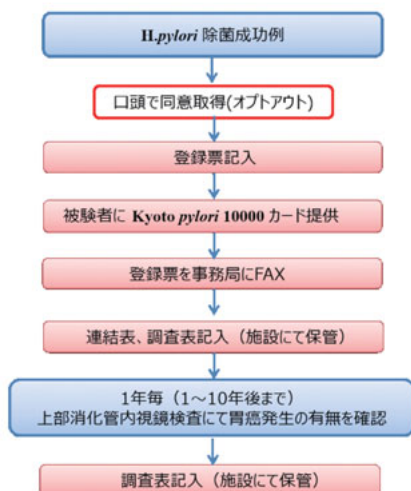 H.pylori 除菌成功例
口頭で同意取得(オプトアウト)
登録票記入
被験者に Kyoto pylori 10000 カード提供
登録票を事務局にFAX
連結表、調査表記入（施設にて保管）
1年毎（1～10年後まで）
上部消化管内視鏡検査にて胃癌発生の有無を確認
調査表記入（施設にて保管）